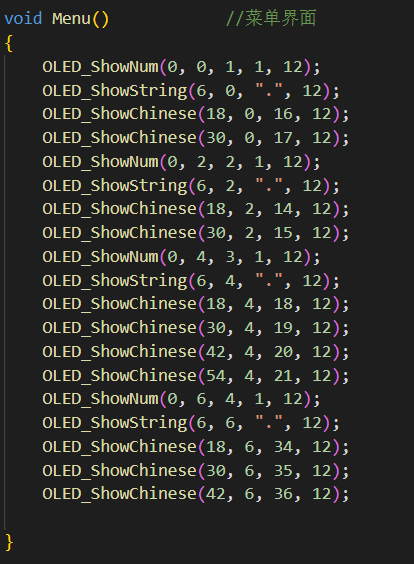 void Menu()            //菜单界面
{
    OLED_ShowNum(0, 0, 1, 1, 12);
    OLED_ShowString(6, 0, ".", 12);
    OLED_ShowChinese(18, 0, 16, 12);
    OLED_ShowChinese(30, 0, 17, 12);
    OLED_ShowNum(0, 2, 2, 1, 12);
    OLED_ShowString(6, 2, ".", 12);
    OLED_ShowChinese(18, 2, 14, 12);
    OLED_ShowChinese(30, 2, 15, 12);
    OLED_ShowNum(0, 4, 3, 1, 12);
    OLED_ShowString(6, 4, ".", 12);
    OLED_ShowChinese(18, 4, 18, 12);
    OLED_ShowChinese(30, 4, 19, 12);
    OLED_ShowChinese(42, 4, 20, 12);
    OLED_ShowChinese(54, 4, 21, 12);
    OLED_ShowNum(0, 6, 4, 1, 12);
    OLED_ShowString(6, 6, ".", 12);
    OLED_ShowChinese(18, 6, 34, 12);
    OLED_ShowChinese(30, 6, 35, 12);
    OLED_ShowChinese(42, 6, 36, 12);
}